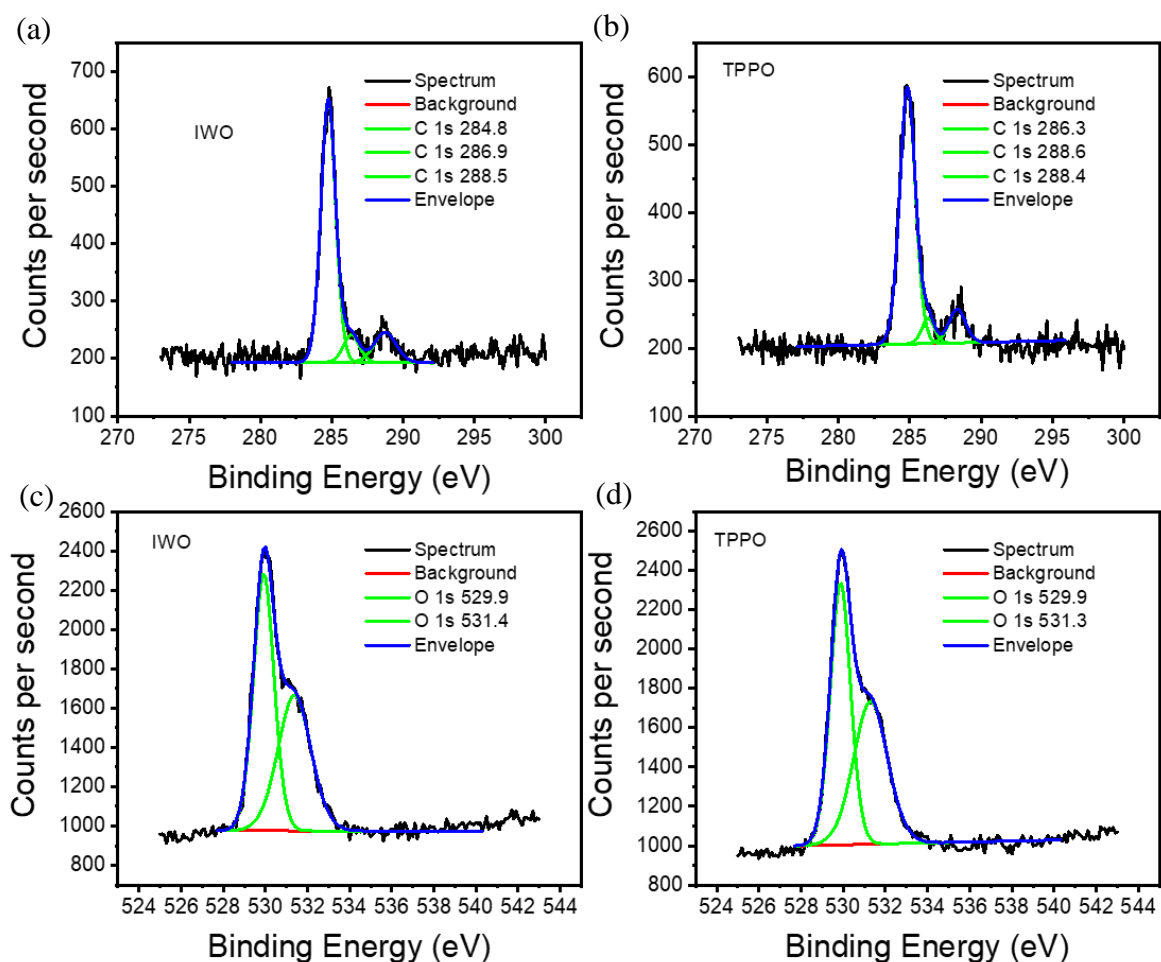 (a)
IWO
Spectrum
Background
C 1s 284.8
C 1s 286.9
C 1s 288.5
Envelope
Counts per second
700
600
500
400
300
200
100
270 275 280 285 290 295 300
Binding Energy (eV)
(b)
TPPO
Spectrum
Background
C 1s 286.3
C 1s 288.6
C 1s 288.4
Envelope
Counts per second
600
500
400
300
200
100
270 275 280 285 290 295 300
Binding Energy (eV)
(c)
IWO
Spectrum
Background
O 1s 529.9
O 1s 531.4
Envelope
Counts per second
2600
2400
2200
2000
1800
1600
1400
1200
1000
800
524 526 528 530 532 534 536 538 540 542 544
Binding Energy (eV)
(d)
TPPO
Spectrum
Background
O 1s 529.9
O 1s 531.3
Envelope
Counts per second
2600
2400
2200
2000
1800
1600
1400
1200
1000
800
524 526 528 530 532 534 536 538 540 542 544
Binding Energy (eV)